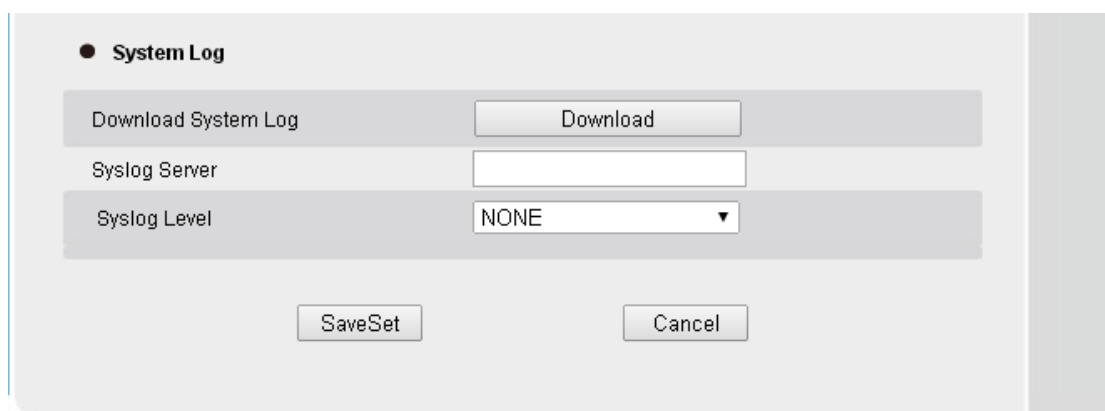 System Log
Download System Log Download
Syslog Server
Syslog Level NONE
SaveSet Cancel